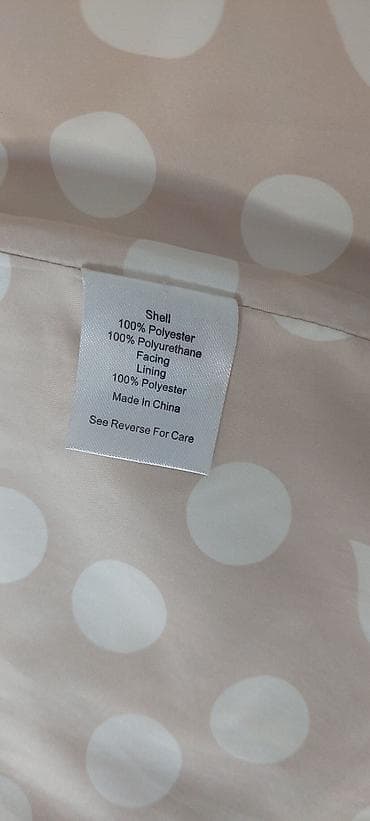 Shell
100% Polyester
100% Polyurethane
Facing
Lining
100% Polyester
Made In China
See Reverse For Care